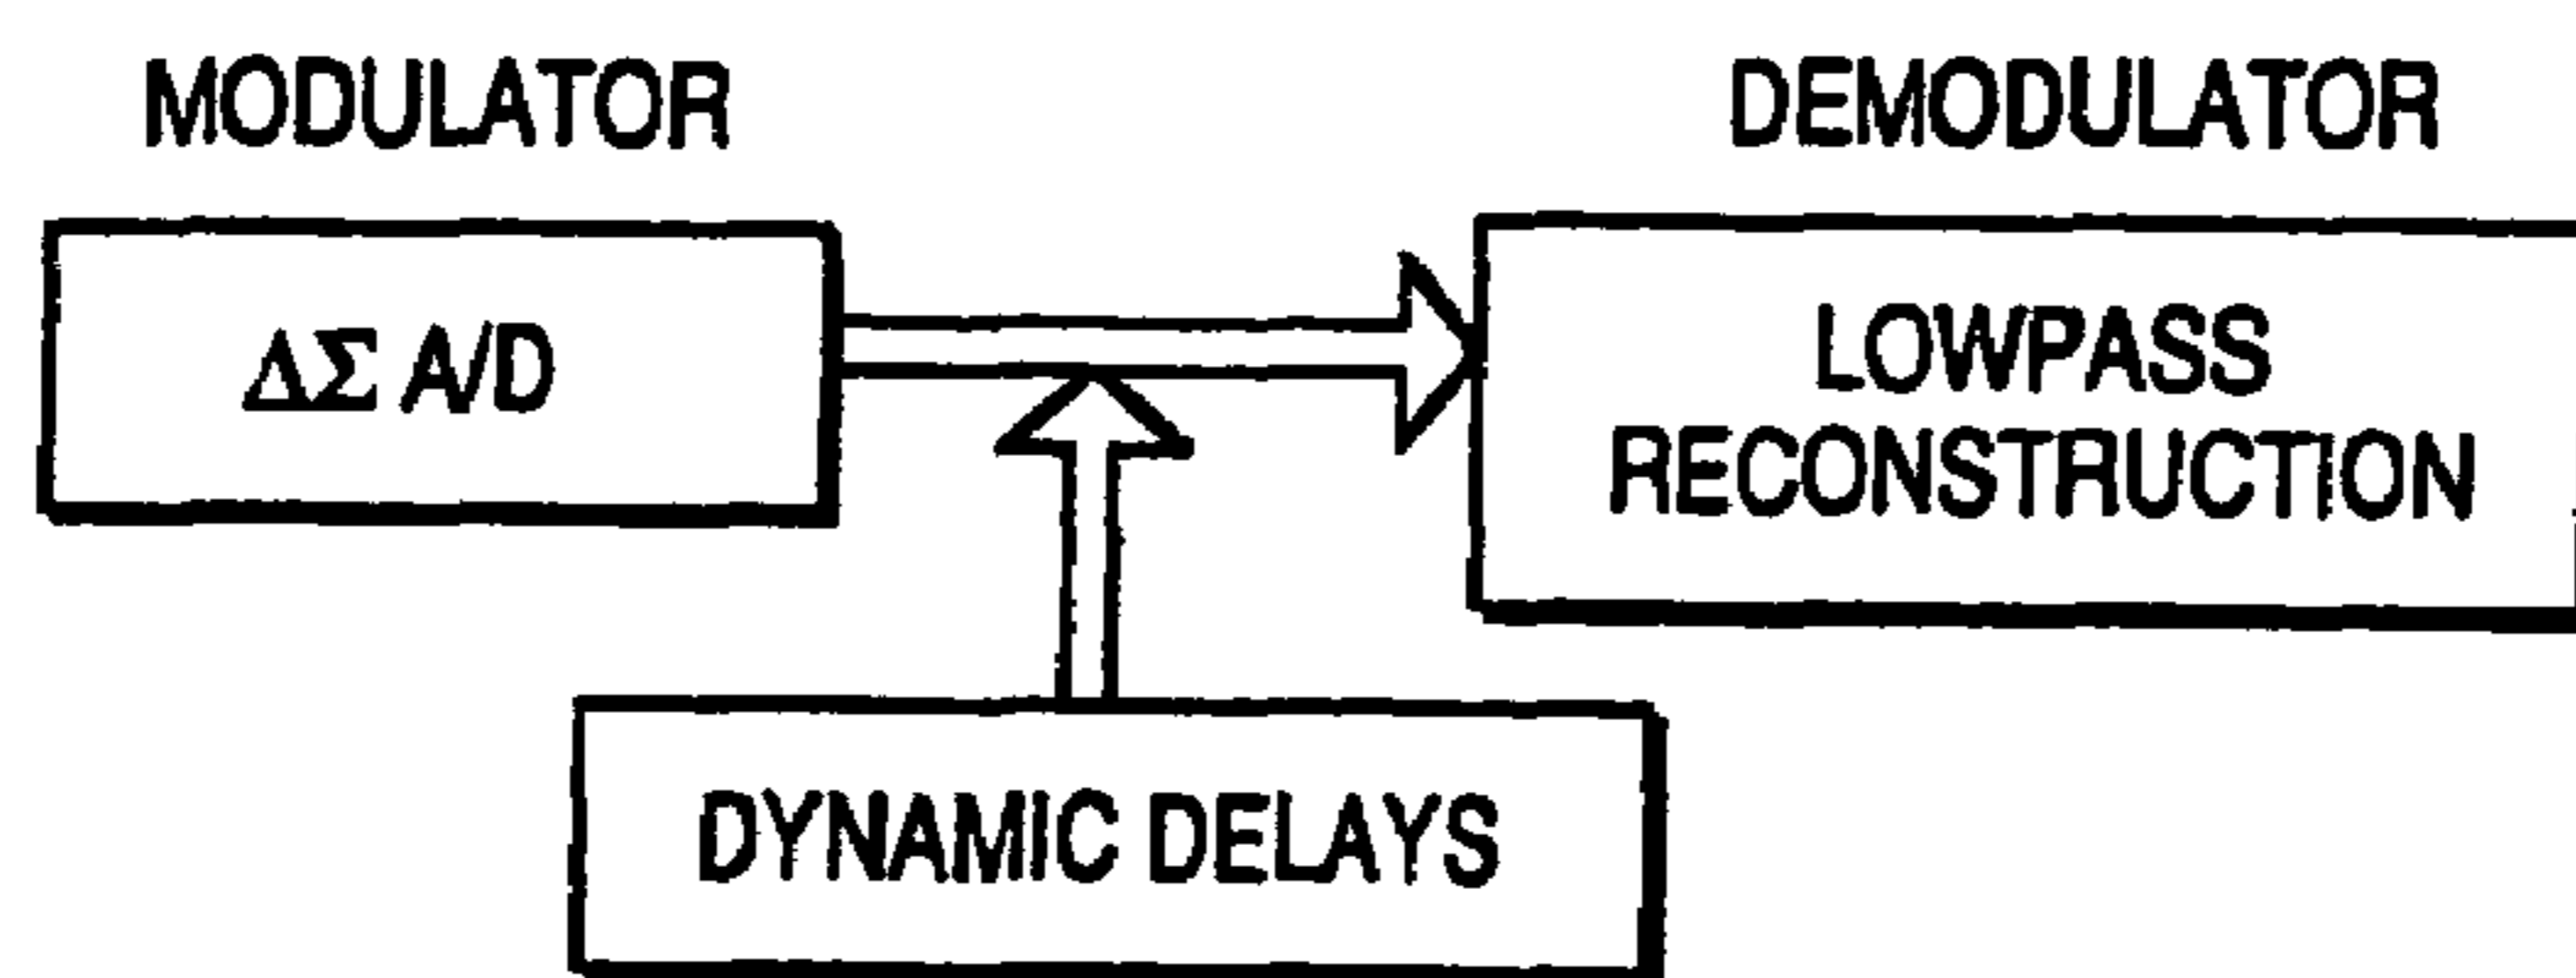 MODULATOR
DEMODULATOR
ΔΣ A/D
LOWPASS
RECONSTRUCTION
DYNAMIC DELAYS